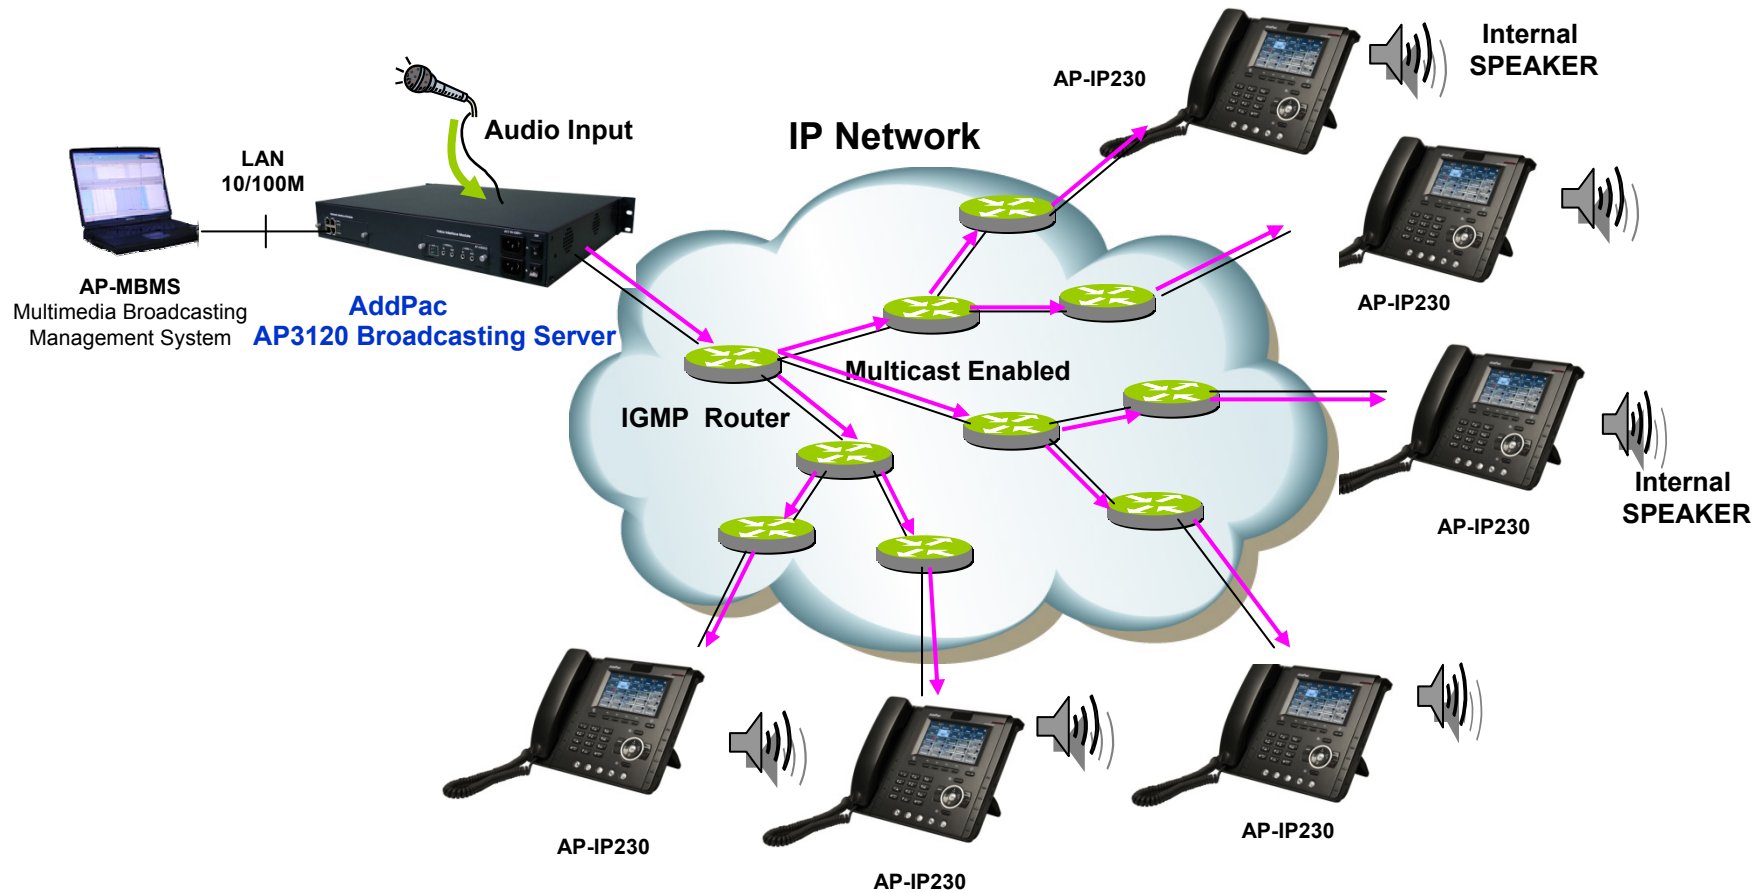 Internal
SPEAKER
AP-IP230
IP Network
Audio Input
LAN
10/100M
AP-MBMS
Multimedia Broadcasting
Management System
AddPac
AP3120 Broadcasting Server
AP-IP230
Multicast Enabled
IGMP Router
Internal
SPEAKER
AP-IP230
AP-IP230
AP-IP230
AP-IP230